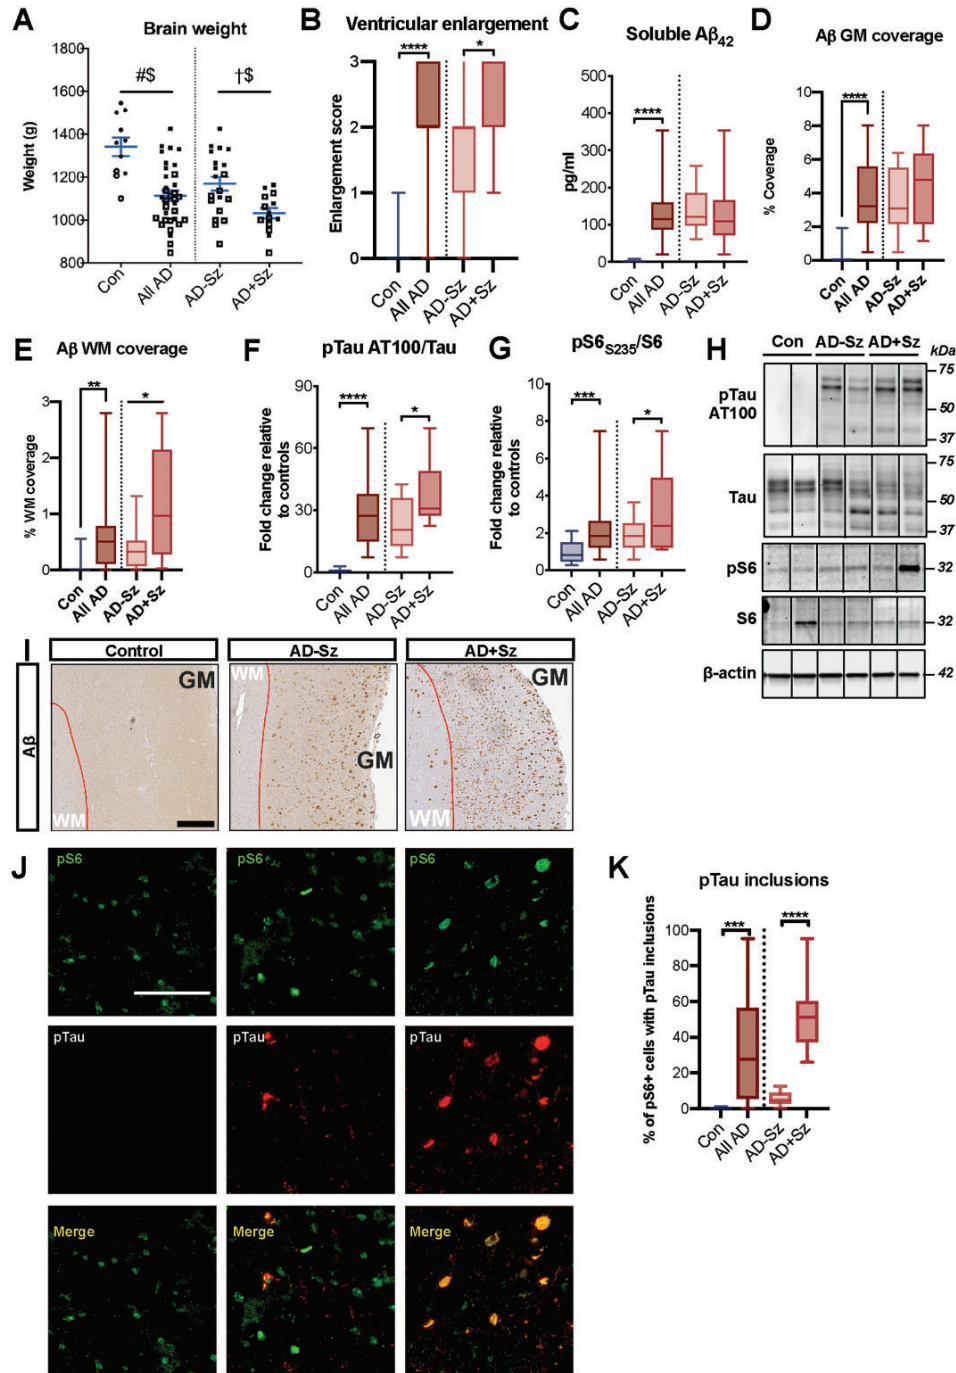 A
Brain weight
1800
1600
1400
1200
1000
800
Weight (g)
#$
†$
Con
All AD
AD-Sz
AD+Sz
B
Ventricular enlargement
3
2
1
0
Enlargement score
****
*
Con
All AD
AD-Sz
AD+Sz
C
Soluble Aβ42
500
400
300
200
100
0
pg/ml
****
Con
All AD
AD-Sz
AD+Sz
D
Aβ GM coverage
10
8
6
4
2
0
% Coverage
****
Con
All AD
AD-Sz
AD+Sz
E
Aβ WM coverage
3
2
1
0
% WM coverage
**
*
Con
All AD
AD-Sz
AD+Sz
F
pTau AT100/Tau
90
60
30
0
Fold change relative
to controls
****
*
Con
All AD
AD-Sz
AD+Sz
G
pS6S235/S6
10
8
6
4
2
0
Fold change relative
to controls
***
*
Con
All AD
AD-Sz
AD+Sz
H
Con AD-Sz AD+Sz kDa
pTau
AT100
75
50
37
Tau
75
50
37
pS6
32
S6
32
β-actin
42
I
Control
AD-Sz
AD+Sz
Aβ
GM
WM
WM
GM
GM
WM
J
pS6
pS6
pS6
pTau
pTau
pTau
Merge
Merge
Merge
K
pTau inclusions
100
80
60
40
20
0
% of pS6+ cells with pTau inclusions
***
****
Con
All AD
AD-Sz
AD+Sz